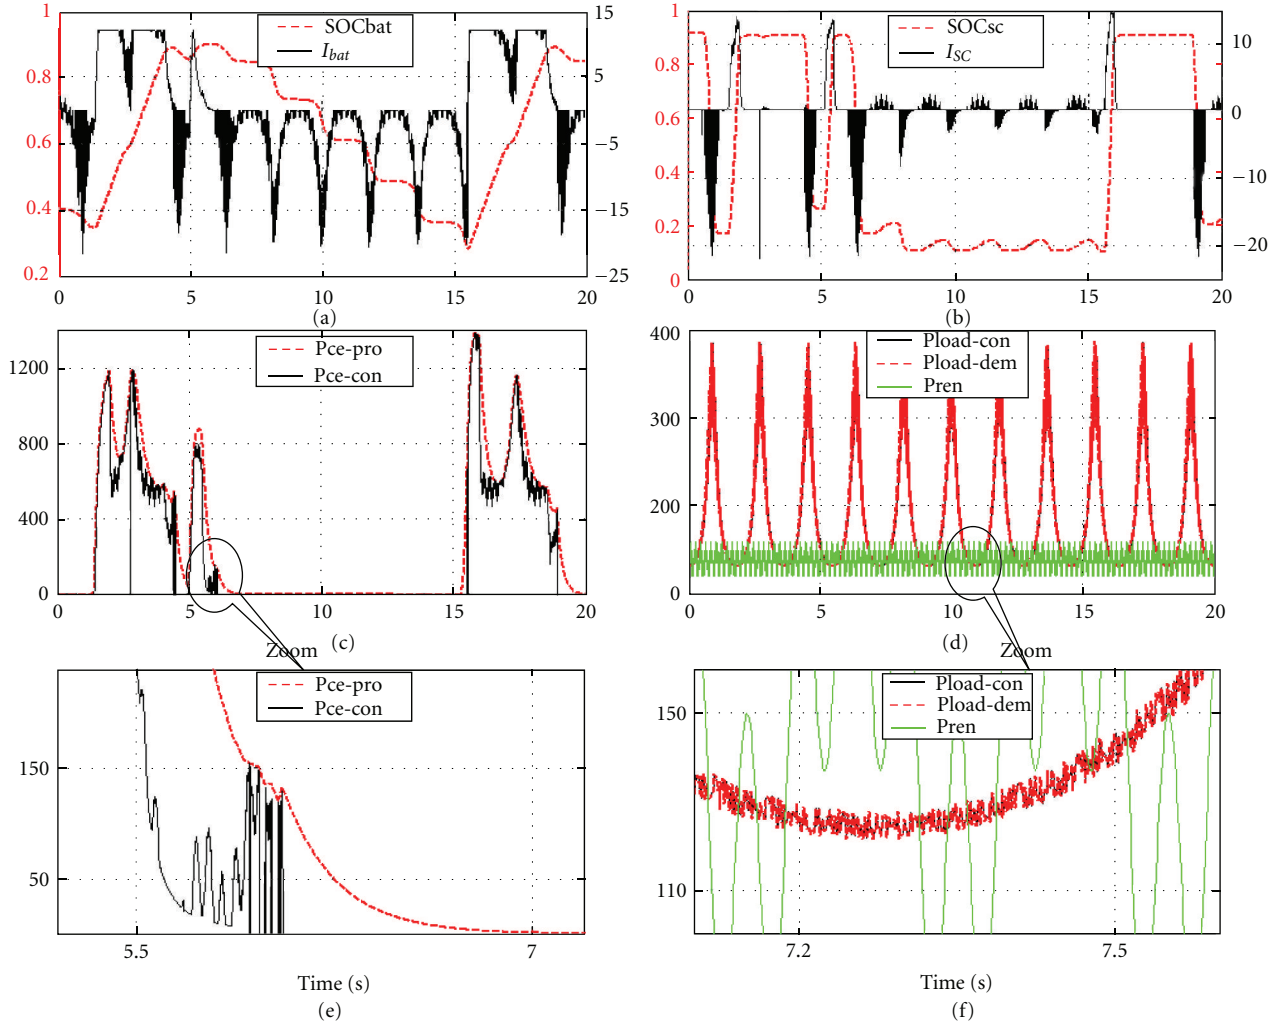 1
0.8
0.6
0.4
0.2
SOCbat
I_bat
15
5
−5
−15
−25
0 5 10 15 20
(a)
1
0.8
0.6
0.4
0.2
0
SOCsc
I_SC
10
0
−10
−20
0 5 10 15 20
(b)
1200
800
400
0
Pce-pro
Pce-con
0 5 10 15 20
(c)
Zoom
400
300
200
0
Pload-con
Pload-dem
Pren
0 5 10 15 20
(d)
Zoom
150
50
Pce-pro
Pce-con
5.5 7
Time (s)
(e)
150
110
Pload-con
Pload-dem
Pren
7.2 7.5
Time (s)
(f)